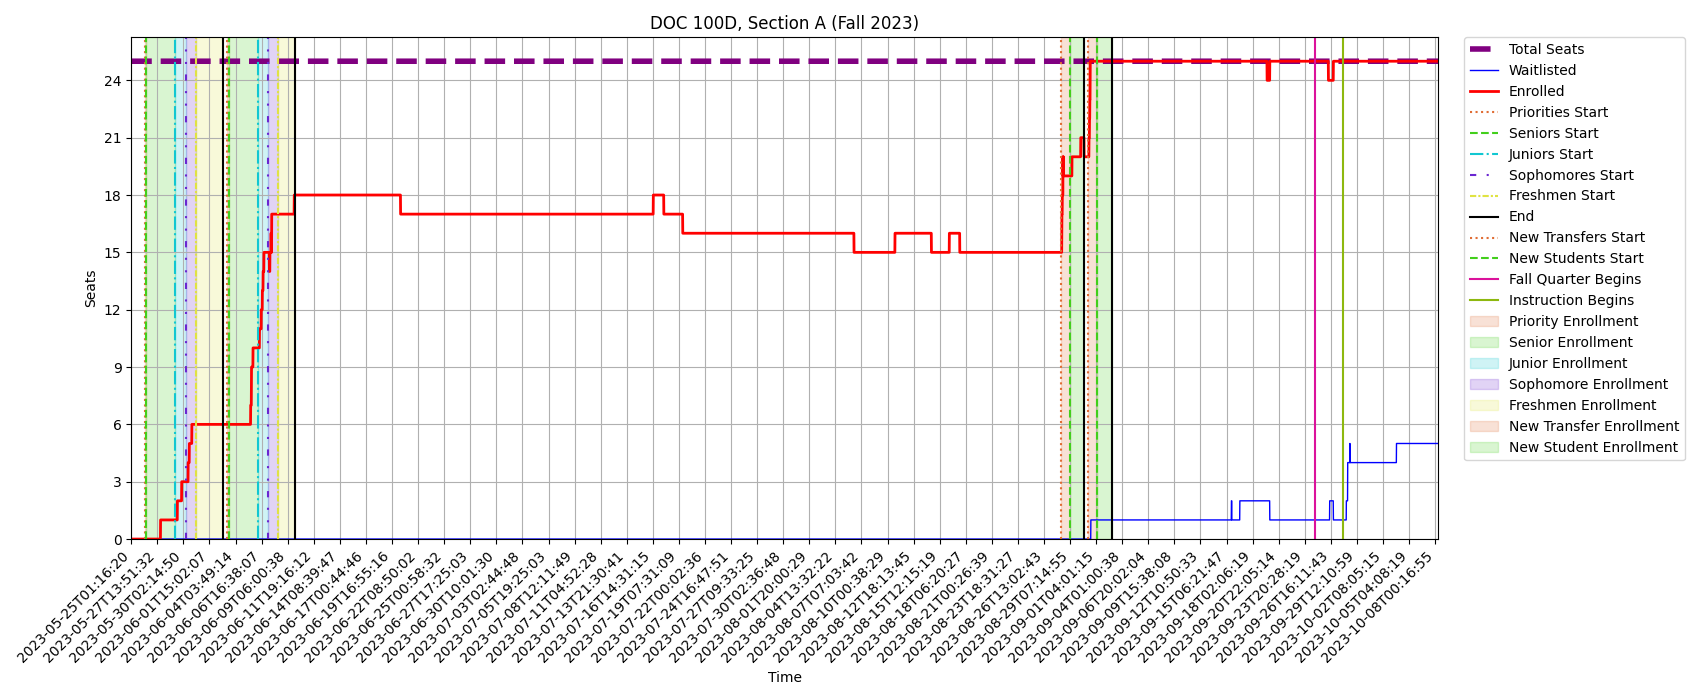 DOC 100D, Section A (Fall 2023)
Seats
24
21
18
15
12
9
6
3
0
2023-05-25T01:16:20
2023-05-27T13:51:32
2023-05-30T02:14:50
2023-06-01T15:02:07
2023-06-04T03:49:14
2023-06-06T16:38:07
2023-06-09T06:00:38
2023-06-11T19:16:12
2023-06-14T08:39:47
2023-06-17T00:44:46
2023-06-19T16:55:16
2023-06-22T08:50:02
2023-06-25T00:58:32
2023-06-27T17:25:03
2023-06-30T10:01:30
2023-07-03T02:44:48
2023-07-05T19:25:03
2023-07-08T12:11:49
2023-07-11T04:52:28
2023-07-13T21:30:41
2023-07-16T14:31:15
2023-07-19T07:31:09
2023-07-22T00:02:36
2023-07-24T16:47:51
2023-07-27T09:33:25
2023-07-30T02:36:48
2023-08-01T20:00:29
2023-08-04T13:32:22
2023-08-07T07:03:42
2023-08-10T00:38:29
2023-08-12T18:13:45
2023-08-15T12:15:19
2023-08-18T06:20:27
2023-08-21T00:26:39
2023-08-23T18:31:27
2023-08-26T13:02:43
2023-08-29T07:14:55
2023-09-01T04:01:15
2023-09-04T01:00:38
2023-09-06T20:02:04
2023-09-09T15:38:08
2023-09-12T10:50:33
2023-09-15T06:21:47
2023-09-18T02:06:19
2023-09-20T22:05:14
2023-09-23T20:28:19
2023-09-26T16:11:43
2023-09-29T12:10:59
2023-10-02T08:05:15
2023-10-05T04:08:19
2023-10-08T00:16:55
Time
Total Seats
Waitlisted
Enrolled
Priorities Start
Seniors Start
Juniors Start
Sophomores Start
Freshmen Start
End
New Transfers Start
New Students Start
Fall Quarter Begins
Instruction Begins
Priority Enrollment
Senior Enrollment
Junior Enrollment
Sophomore Enrollment
Freshmen Enrollment
New Transfer Enrollment
New Student Enrollment